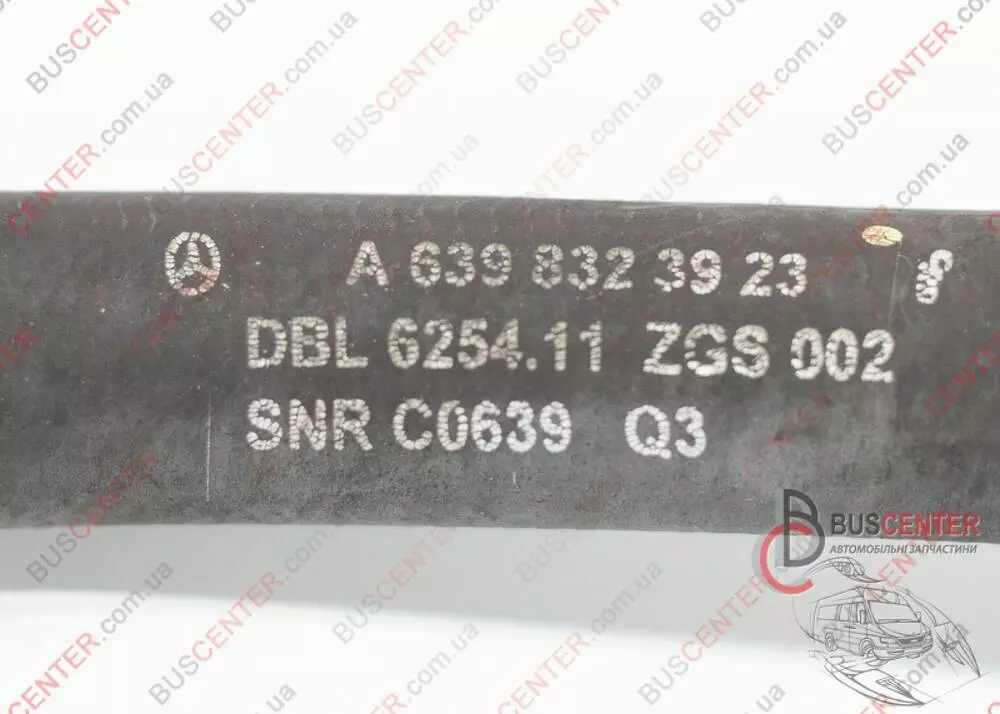 A 639 832 39 23
DBL 6254.11 ZGS 002
SNR C0639 Q3
BUSCENTER
АВТОМОБІЛЬНІ ЗАПЧАСТИНИ
BUSCENTER.com.ua